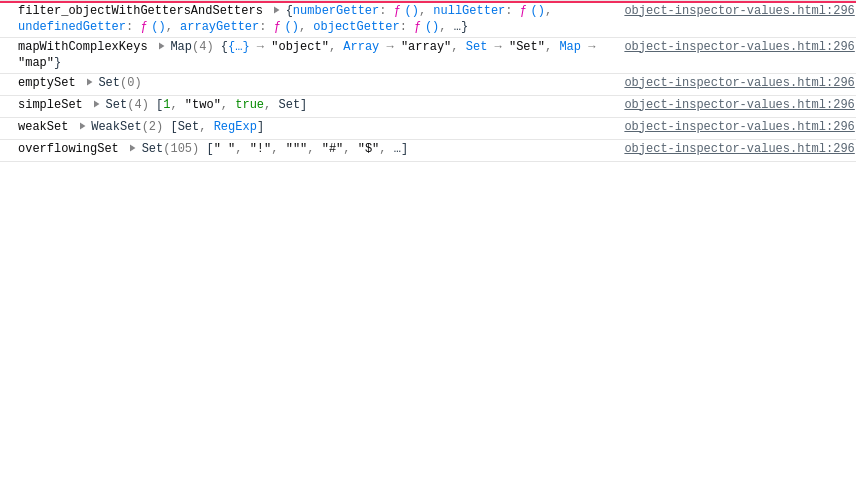 filter_objectWithGettersAndSetters {numberGetter: ƒ (), nullGetter: ƒ (), object-inspector-values.html:296
undefinedGetter: ƒ (), arrayGetter: ƒ (), objectGetter: ƒ (), …}
mapWithComplexKeys Map(4) {{…} → "object", Array → "array", Set → "Set", Map → object-inspector-values.html:296
"map"}
emptySet Set(0) object-inspector-values.html:296
simpleSet Set(4) [1, "two", true, Set] object-inspector-values.html:296
weakSet WeakSet(2) [Set, RegExp] object-inspector-values.html:296
overflowingSet Set(105) [" ", "!", """, "#", "$", …] object-inspector-values.html:296